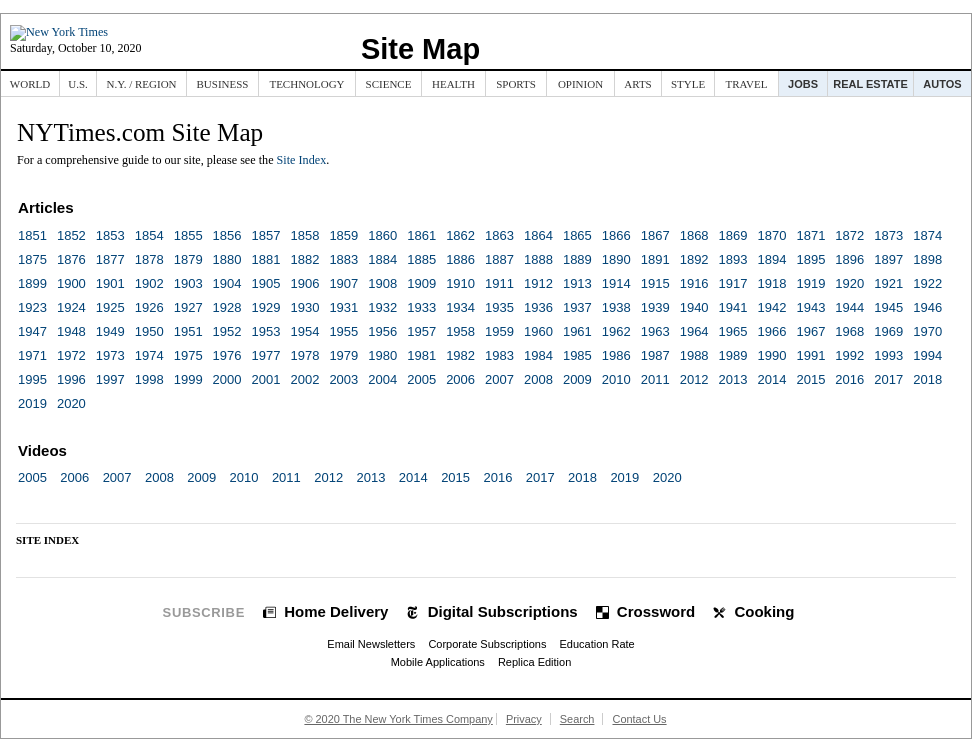 New York Times
Saturday, October 10, 2020
Site Map
WORLD U.S. N.Y. / REGION BUSINESS TECHNOLOGY SCIENCE HEALTH SPORTS OPINION ARTS STYLE TRAVEL JOBS REAL ESTATE AUTOS
NYTimes.com Site Map
For a comprehensive guide to our site, please see the Site Index.
Articles
1851 1852 1853 1854 1855 1856 1857 1858 1859 1860 1861 1862 1863 1864 1865 1866 1867 1868 1869 1870 1871 1872 1873 1874
1875 1876 1877 1878 1879 1880 1881 1882 1883 1884 1885 1886 1887 1888 1889 1890 1891 1892 1893 1894 1895 1896 1897 1898
1899 1900 1901 1902 1903 1904 1905 1906 1907 1908 1909 1910 1911 1912 1913 1914 1915 1916 1917 1918 1919 1920 1921 1922
1923 1924 1925 1926 1927 1928 1929 1930 1931 1932 1933 1934 1935 1936 1937 1938 1939 1940 1941 1942 1943 1944 1945 1946
1947 1948 1949 1950 1951 1952 1953 1954 1955 1956 1957 1958 1959 1960 1961 1962 1963 1964 1965 1966 1967 1968 1969 1970
1971 1972 1973 1974 1975 1976 1977 1978 1979 1980 1981 1982 1983 1984 1985 1986 1987 1988 1989 1990 1991 1992 1993 1994
1995 1996 1997 1998 1999 2000 2001 2002 2003 2004 2005 2006 2007 2008 2009 2010 2011 2012 2013 2014 2015 2016 2017 2018
2019 2020
Videos
2005 2006 2007 2008 2009 2010 2011 2012 2013 2014 2015 2016 2017 2018 2019 2020
SITE INDEX
SUBSCRIBE Home Delivery Digital Subscriptions Crossword Cooking
Email Newsletters Corporate Subscriptions Education Rate
Mobile Applications Replica Edition
© 2020 The New York Times Company Privacy Search Contact Us